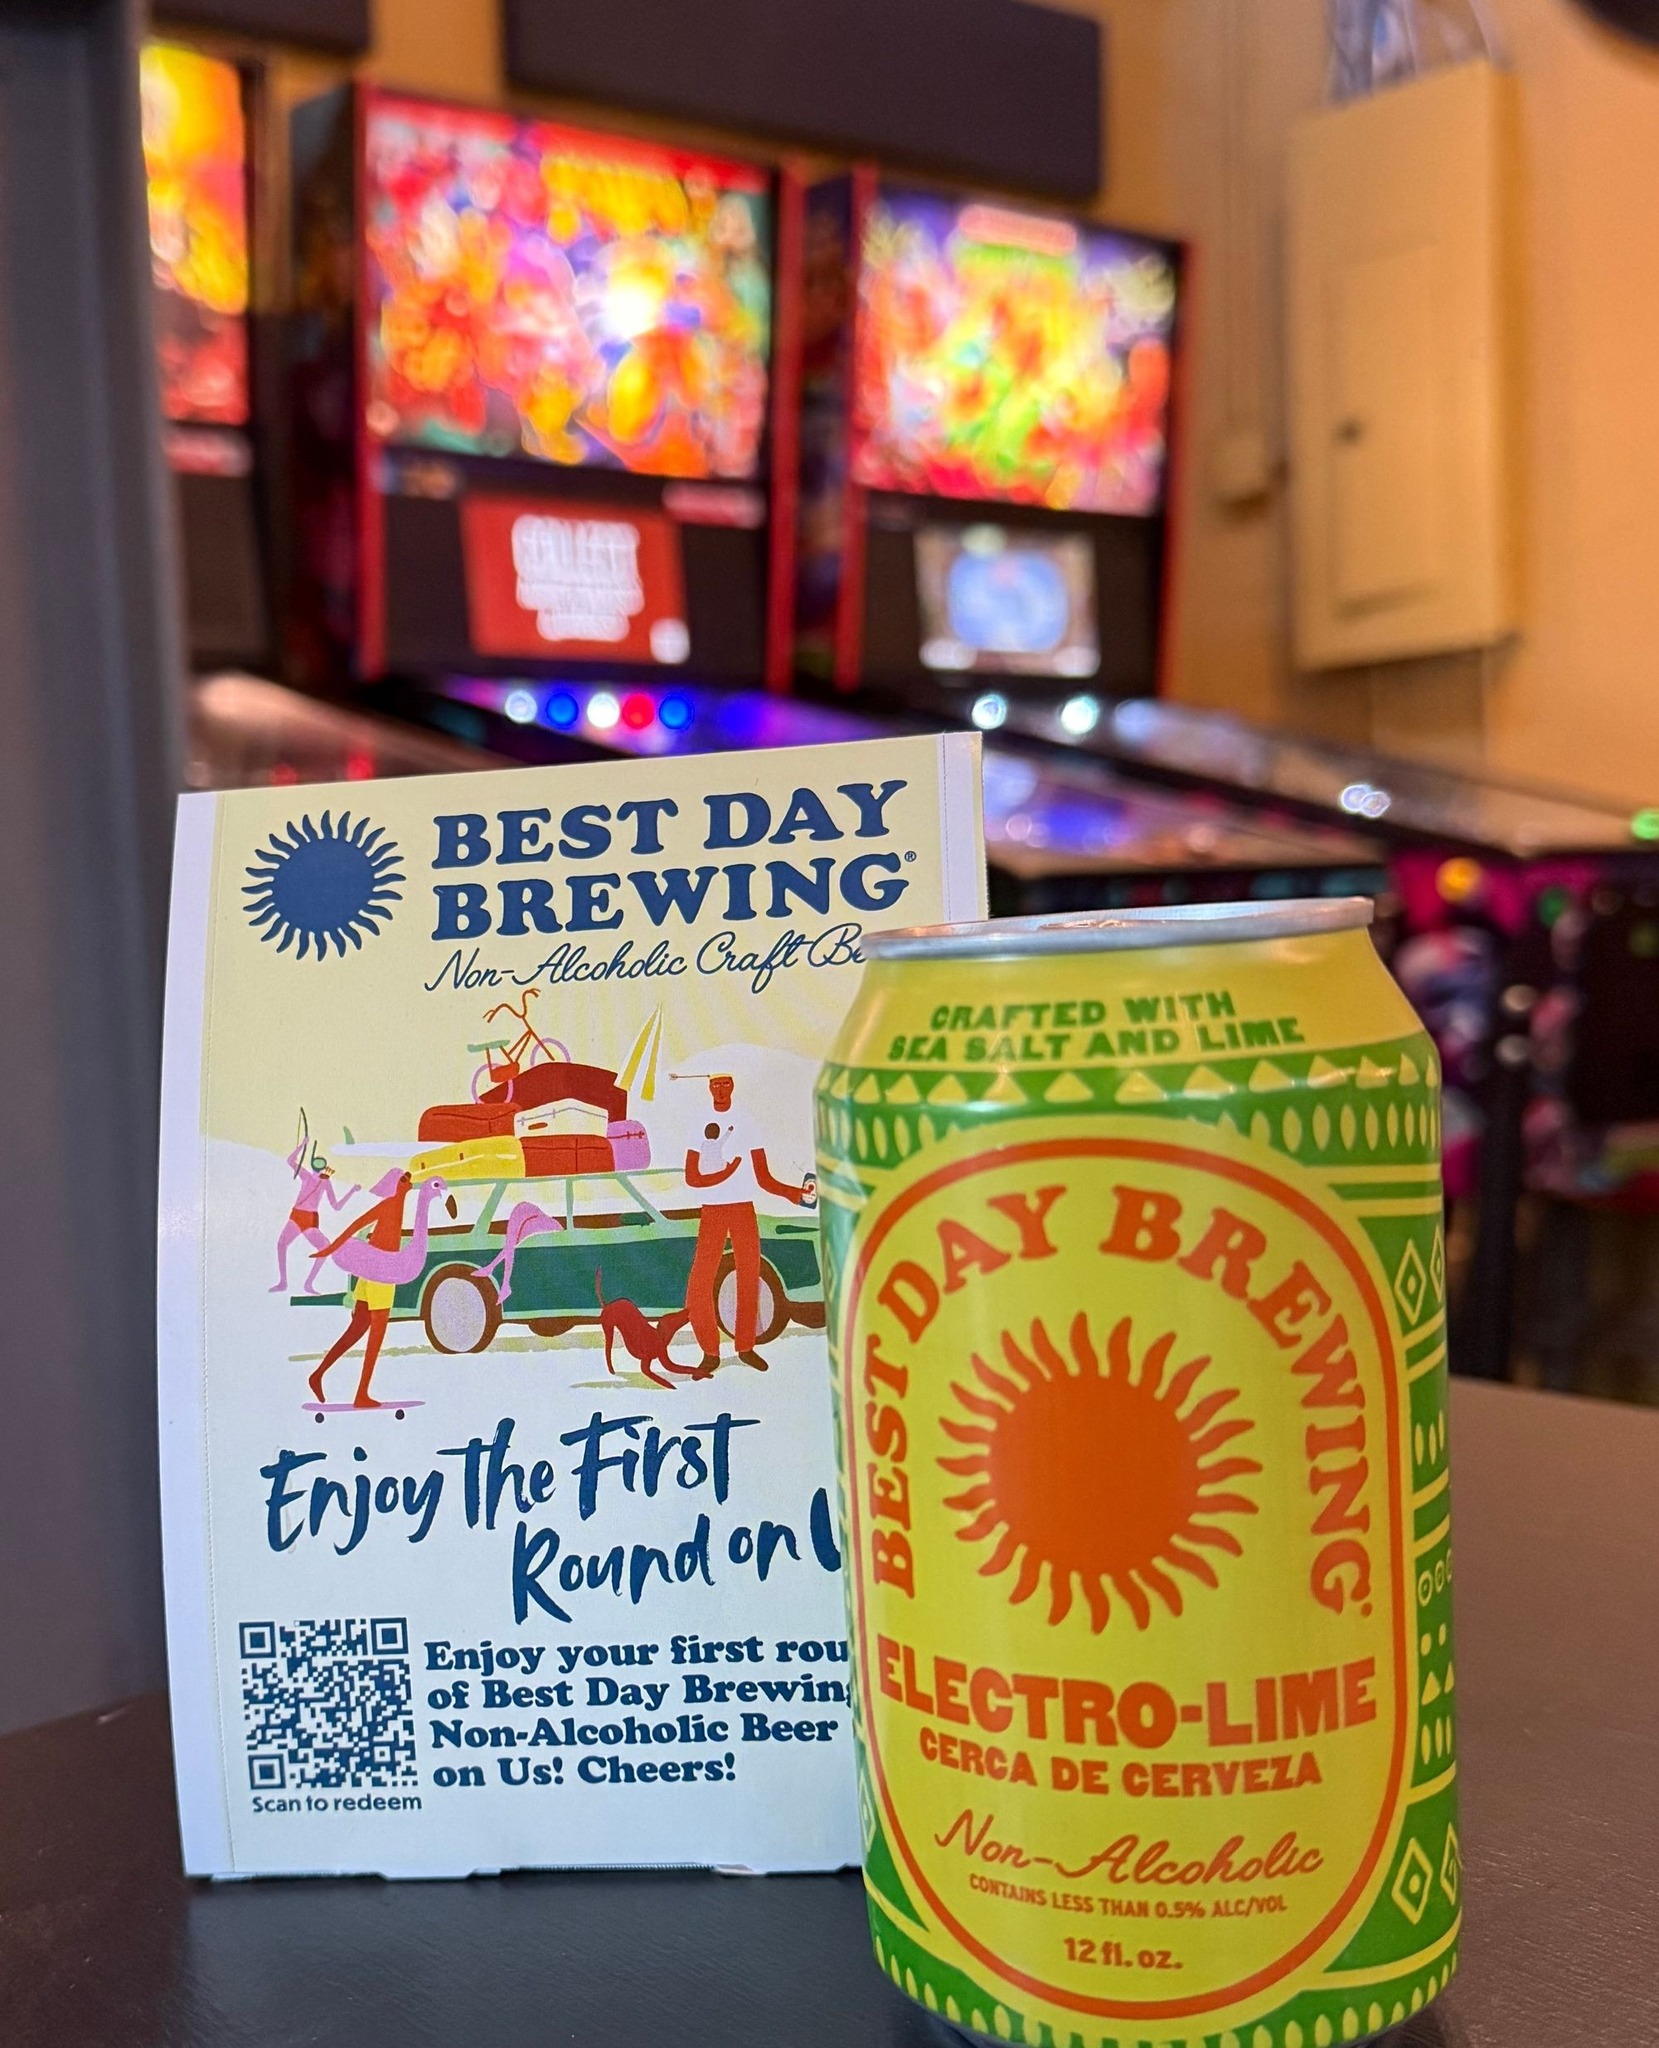 BEST DAY
BREWING®
Non-Alcoholic Craft
Enjoy the First
Round on
Enjoy your first
of Best Day
Non-Alcoholic Beer
on Us! Cheers!
Scan to redeem
CRAFTED WITH
SEA SALT AND LIME
BEST DAY BREWING
ELECTRO-LIME
CERCA DE CERVEZA
Non-Alcoholic
CONTAINS LESS THAN 0.5% ALC/VOL
12 fl. oz.